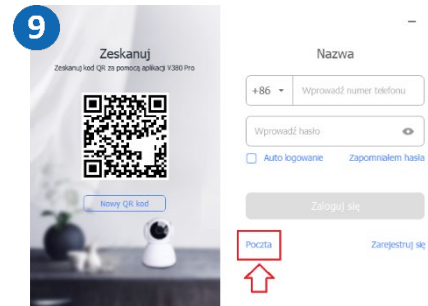 9
Zeskanuj
Zeskanuj kod QR za pomocą aplikacji V380 Pro
Nowy QR kod
Nazwa
+86
Wprowadź numer telefonu
Wprowadź hasło
Auto logowanie
Zapomniałem hasła
Zaloguj się
Poczta
Zarejestruj się